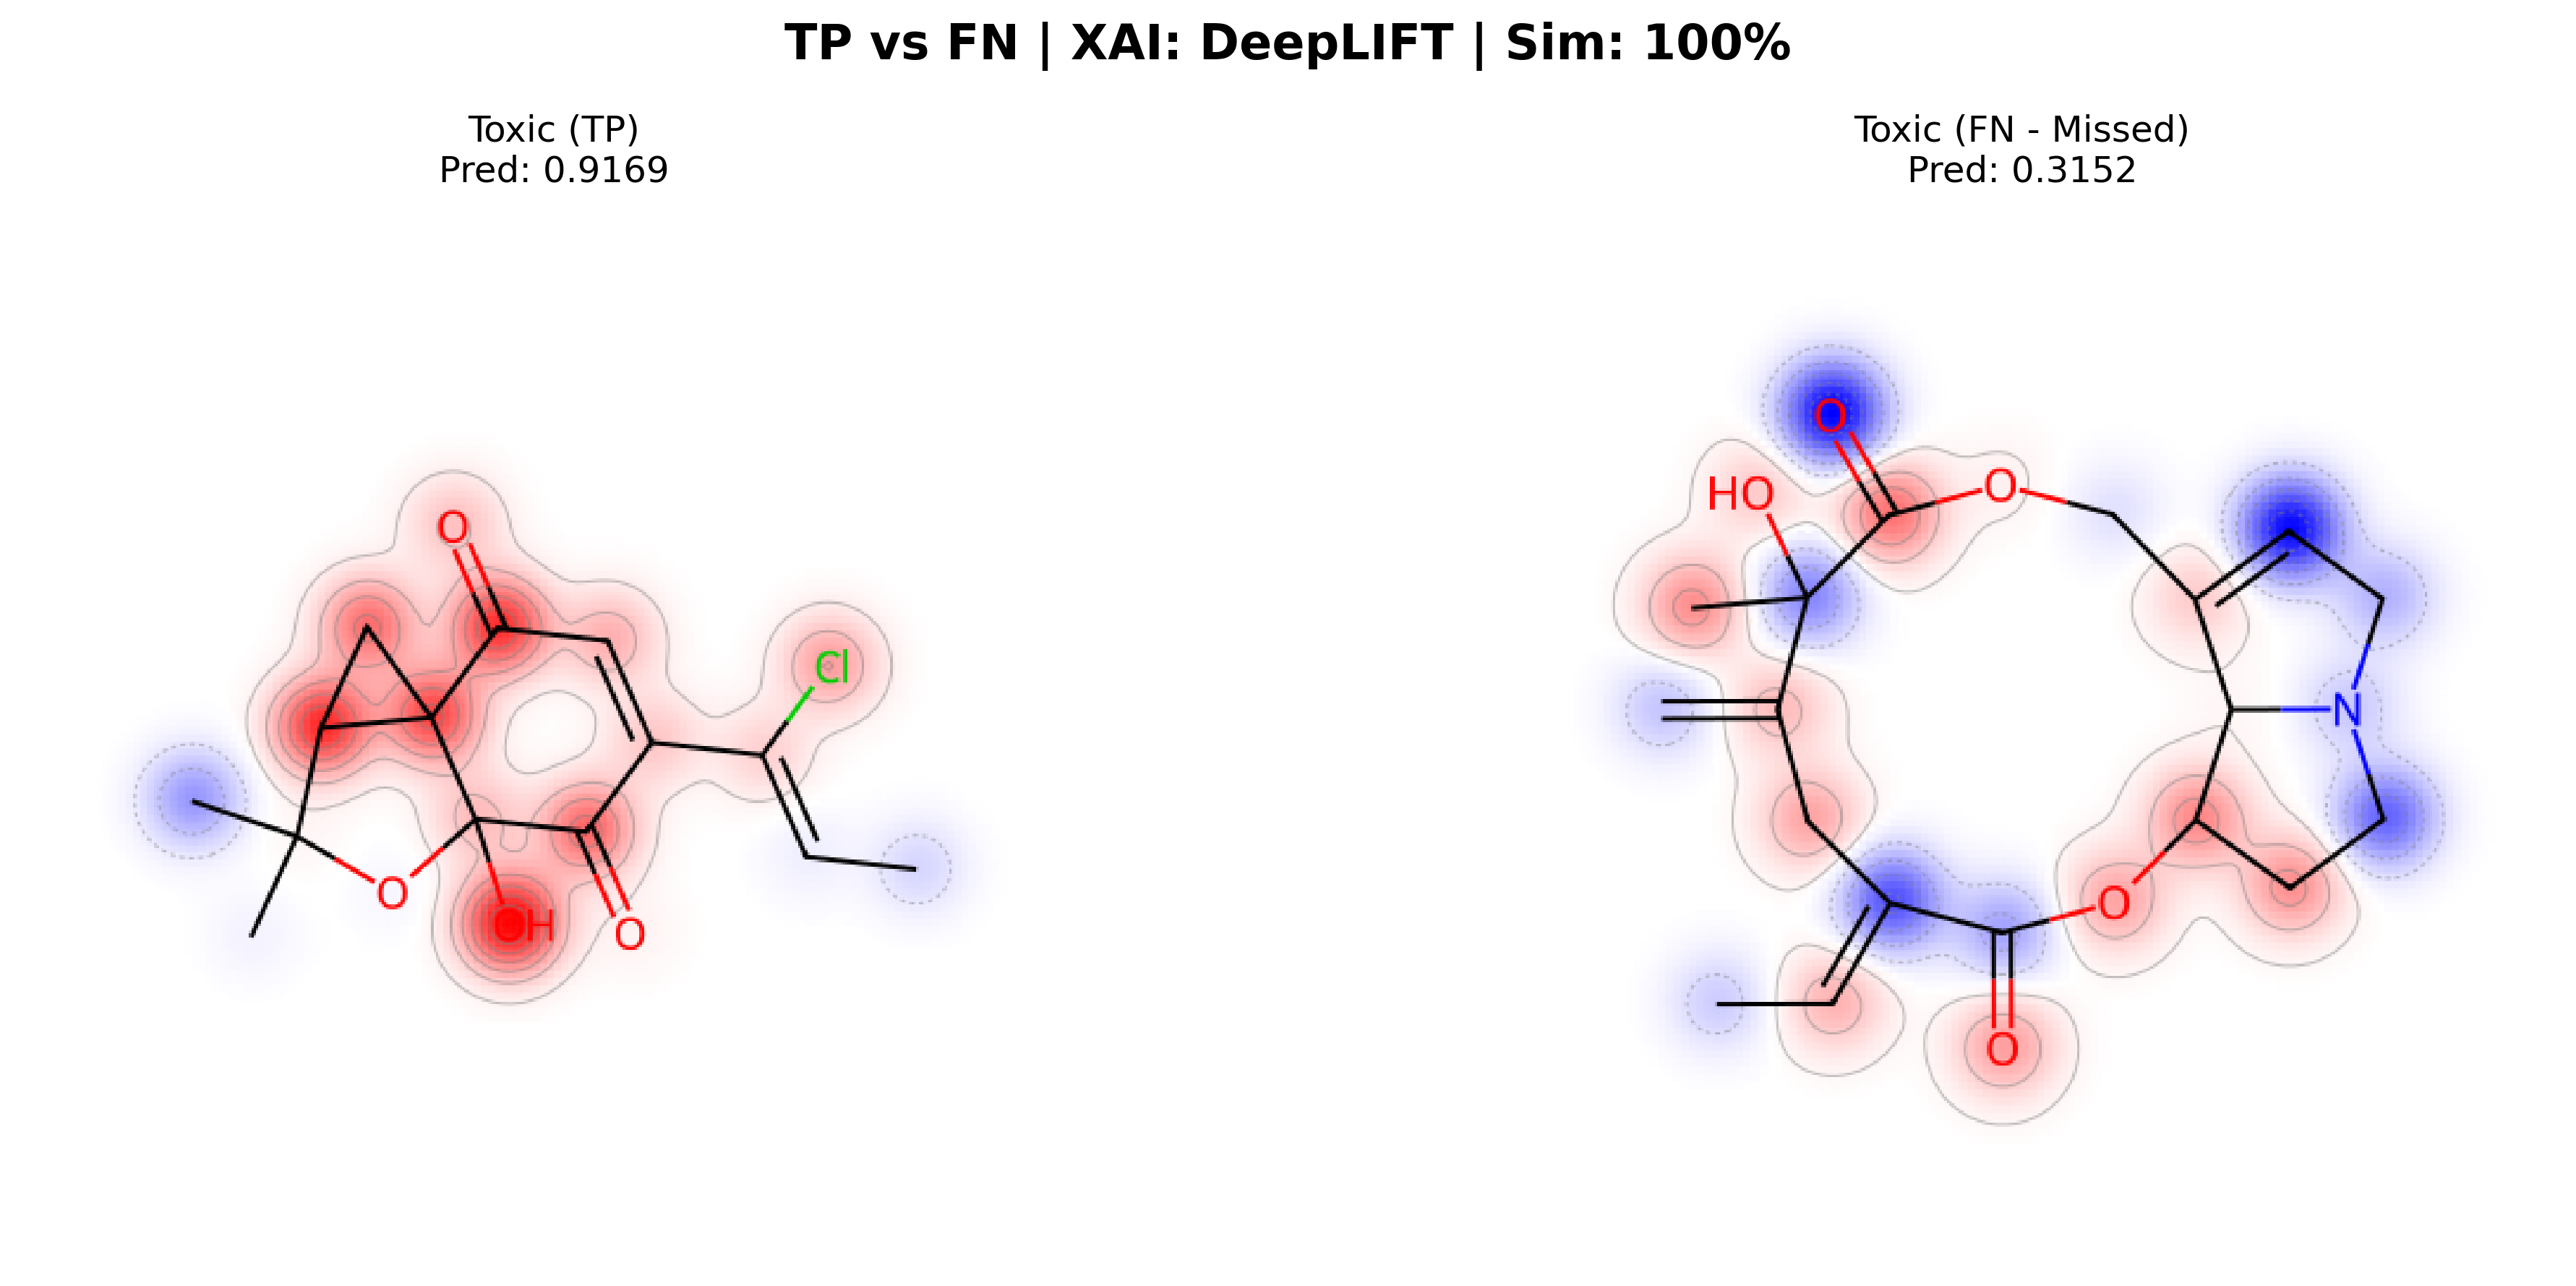 TP vs FN | XAI: DeepLIFT | Sim: 100%
Toxic (TP)
Pred: 0.9169
Toxic (FN - Missed)
Pred: 0.3152
O
Cl
O
OH
O
O
HO
O
N
O
O